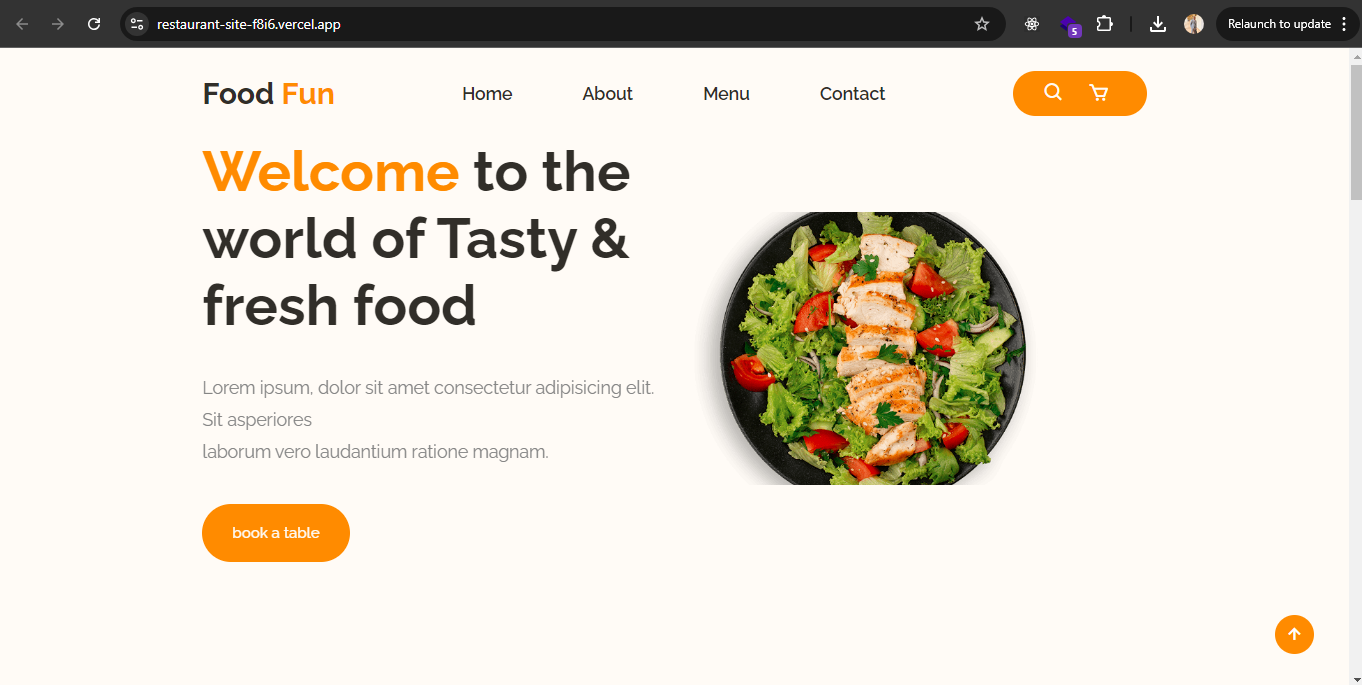 restaurant-site-f8i6.vercel.app
5
Relaunch to update
Food Fun
Home
About
Menu
Contact
Welcome to the
world of Tasty &
fresh food
Lorem ipsum, dolor sit amet consectetur adipisicing elit.
Sit asperiores
laborum vero laudantium ratione magnam.
book a table